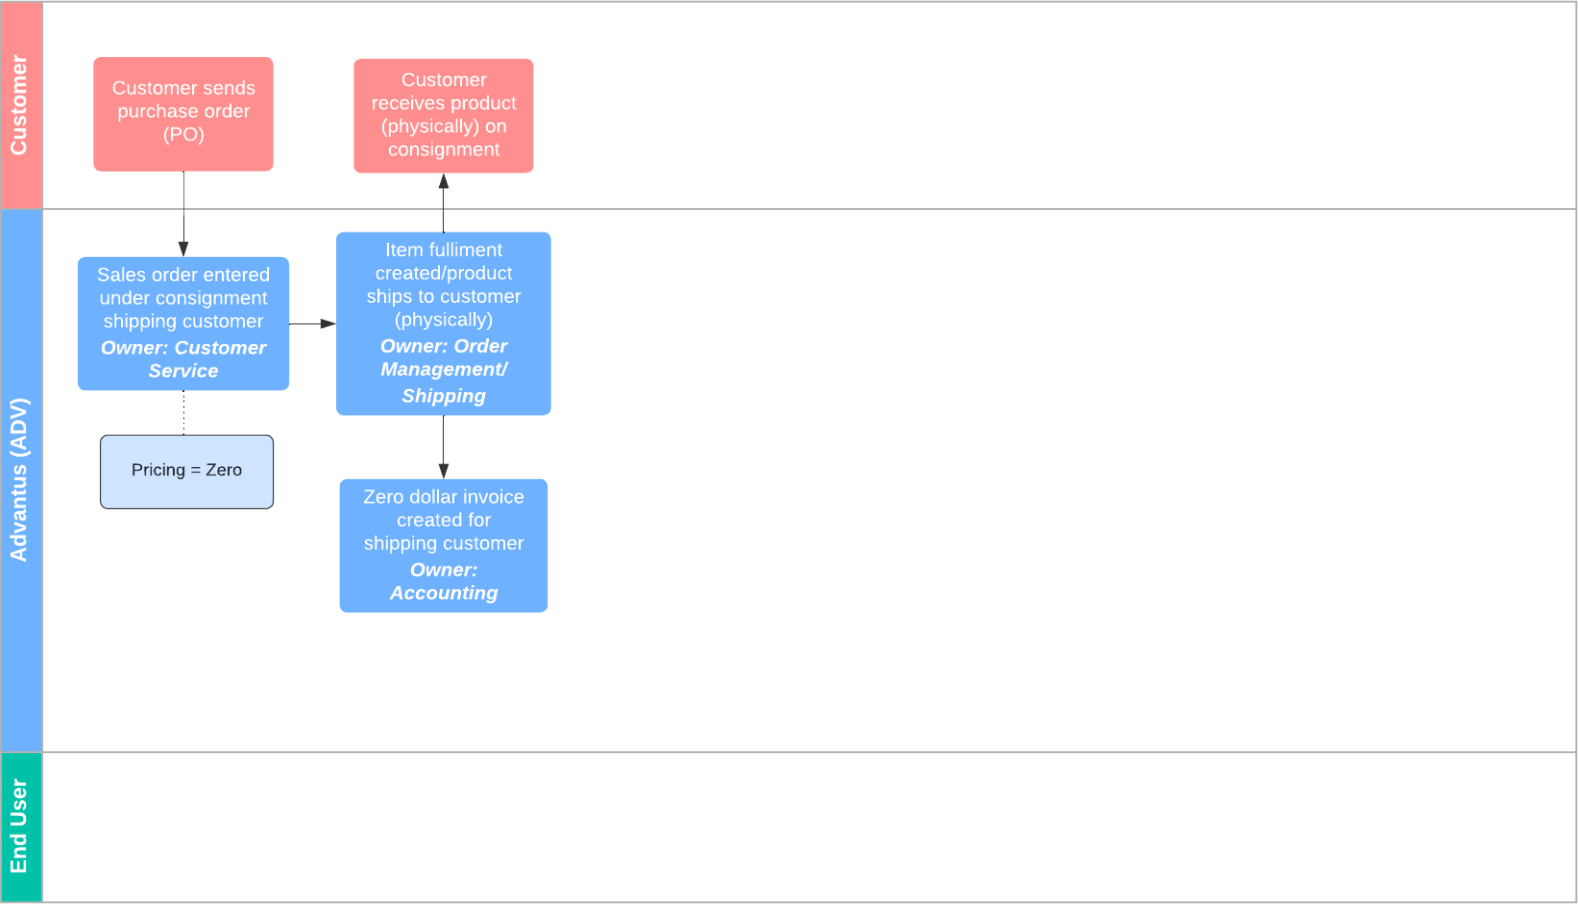 Customer
Customer sends
purchase order
(PO)
Customer
receives product
(physically) on
consignment
Advantus (ADV)
Sales order entered
under consignment
shipping customer
Owner: Customer
Service
Item fulliment
created/product
ships to customer
(physically)
Owner: Order
Management/
Shipping
Pricing = Zero
Zero dollar invoice
created for
shipping customer
Owner:
Accounting
End User